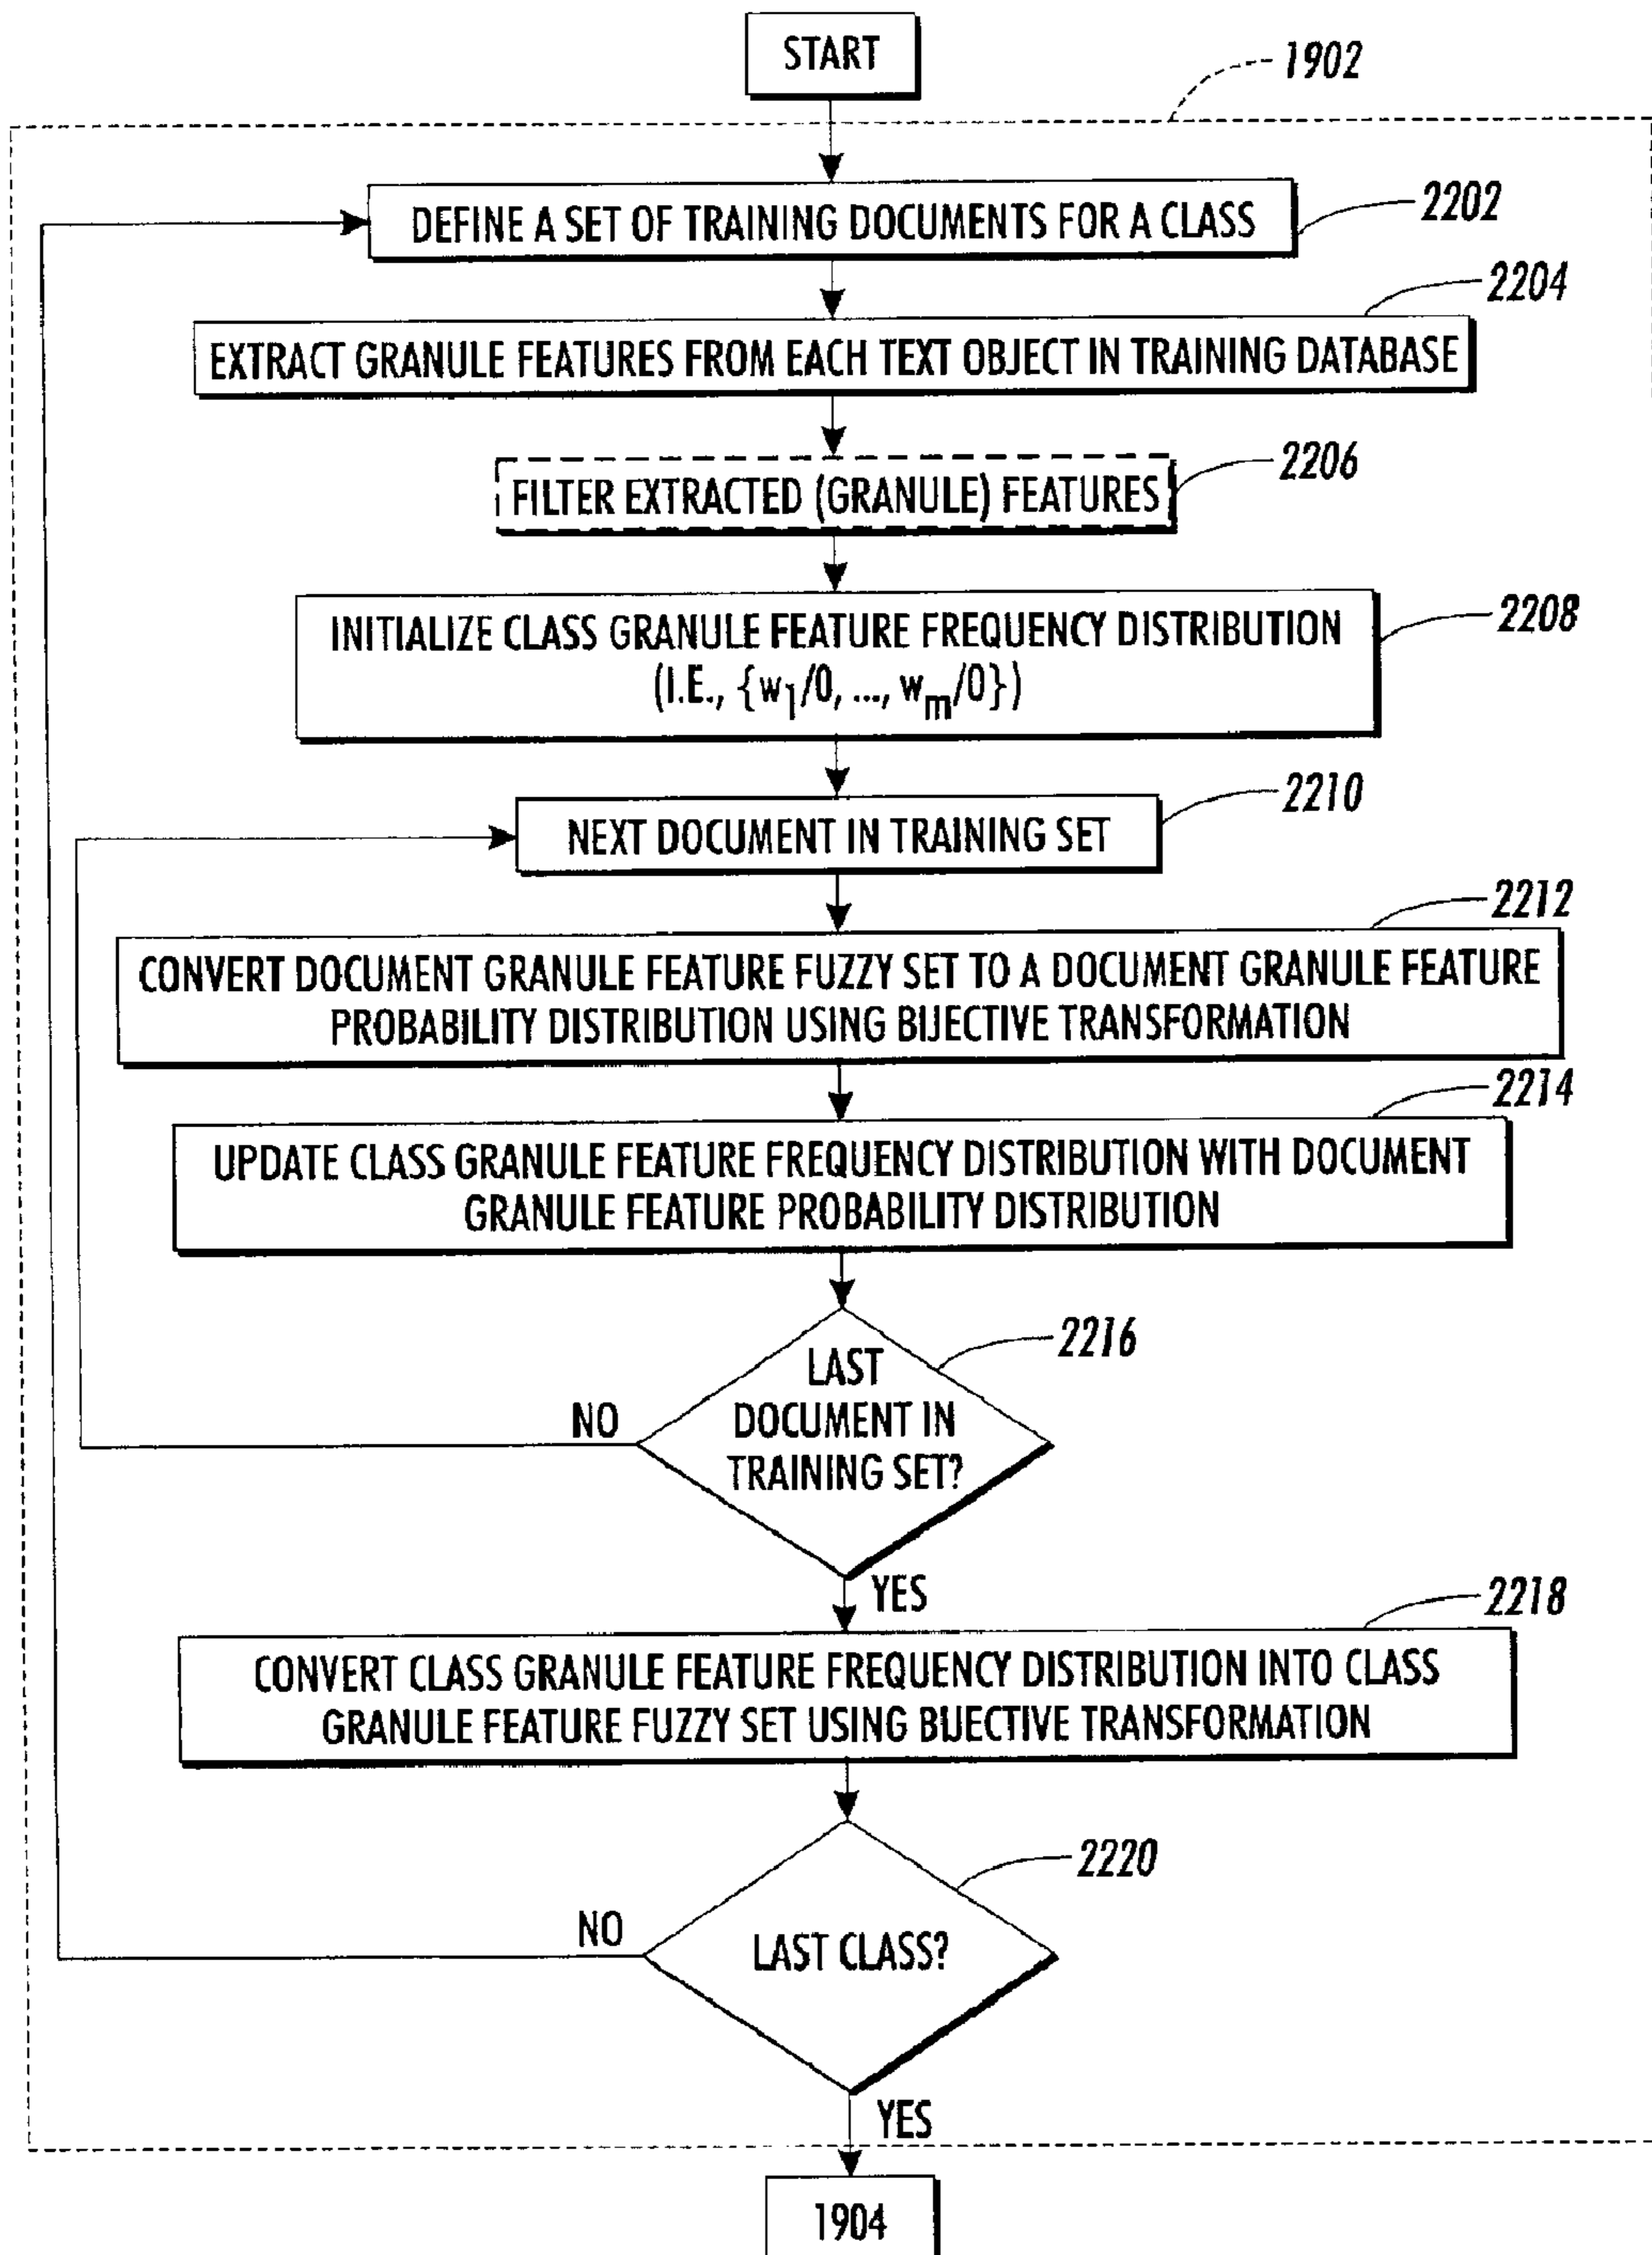 START
1902
DEFINE A SET OF TRAINING DOCUMENTS FOR A CLASS
2202
2204
EXTRACT GRANULE FEATURES FROM EACH TEXT OBJECT IN TRAINING DATABASE
FILTER EXTRACTED (GRANULE) FEATURES
2206
INITIALIZE CLASS GRANULE FEATURE FREQUENCY DISTRIBUTION
(I.E., {w1/0, ..., wm/0})
2208
NEXT DOCUMENT IN TRAINING SET
2210
2212
CONVERT DOCUMENT GRANULE FEATURE FUZZY SET TO A DOCUMENT GRANULE FEATURE
PROBABILITY DISTRIBUTION USING BIJECTIVE TRANSFORMATION
2214
UPDATE CLASS GRANULE FEATURE FREQUENCY DISTRIBUTION WITH DOCUMENT
GRANULE FEATURE PROBABILITY DISTRIBUTION
2216
LAST
DOCUMENT IN
TRAINING SET?
NO
YES
2218
CONVERT CLASS GRANULE FEATURE FREQUENCY DISTRIBUTION INTO CLASS
GRANULE FEATURE FUZZY SET USING BIJECTIVE TRANSFORMATION
2220
NO
LAST CLASS?
YES
1904